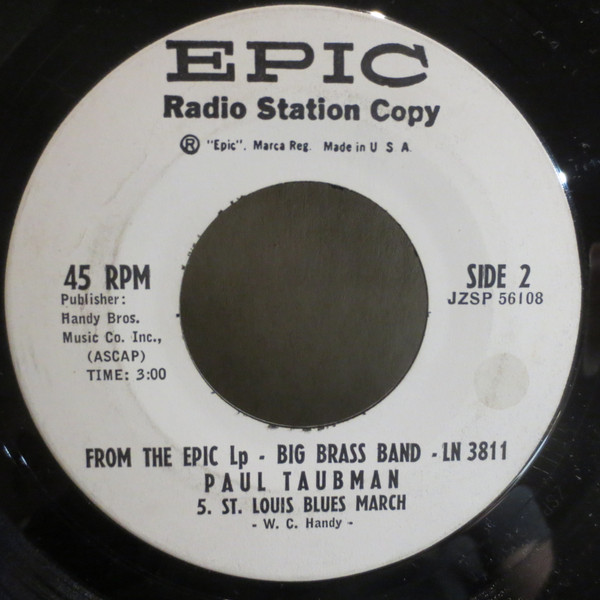 EPIC
Radio Station Copy
Ⓡ "Epic". Marca Reg. Made in U S A.
45 RPM
Publisher:
Handy Bros.
Music Co. Inc.,
(ASCAP)
TIME: 3:00
SIDE 2
JZSP 56108
FROM THE EPIC Lp - BIG BRASS BAND - LN 3811
PAUL TAUBMAN
5. ST. LOUIS BLUES MARCH
- W. C. Handy -